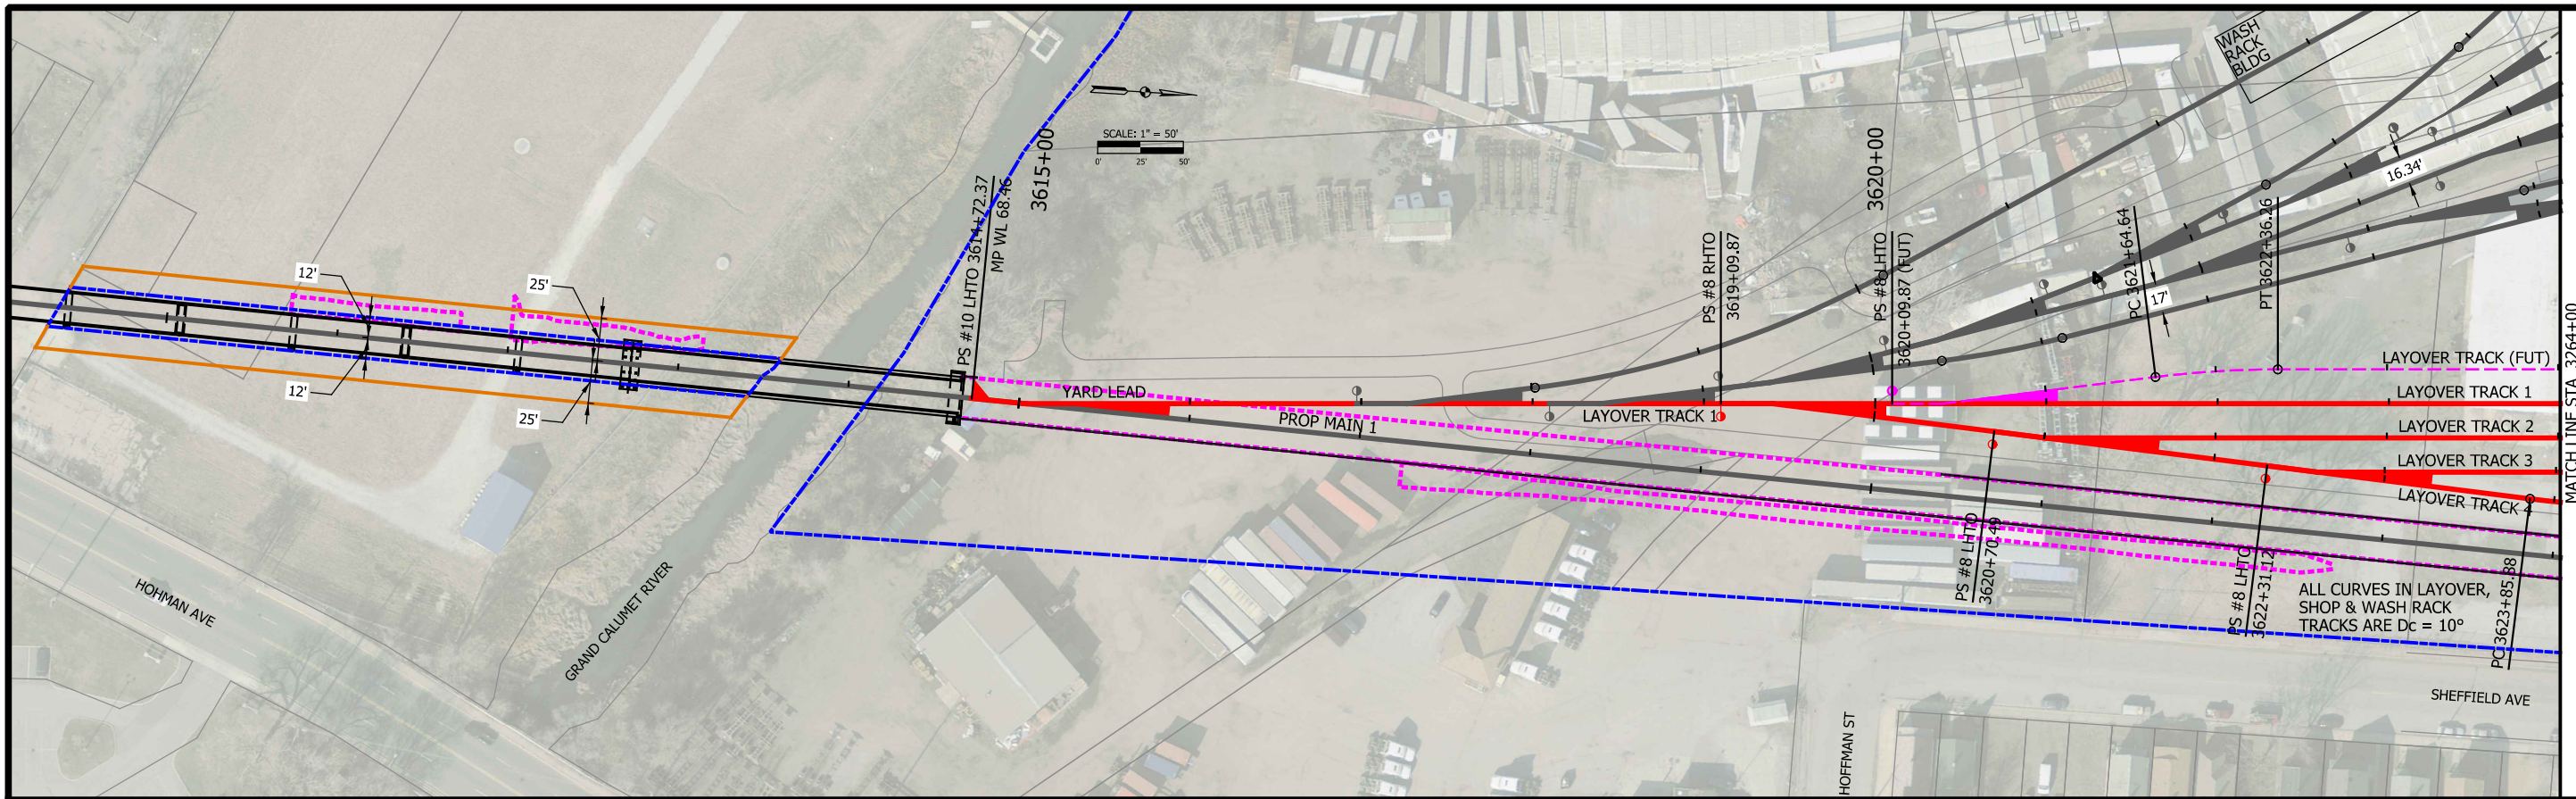 WASH
RACK
BLDG
SCALE: 1" = 50'
0'
25'
50'
3615+00
3620+00
16.34'
PS #10 LHTO 3614+72.37
MP WL 68.46
PS #8 RHTO
3619+09.87
PS #8 LHTO
3620+09.87 (FUT)
PC 3621+64.64
4
17'
PT 3622+36.26
12'
25'
12'
25'
YARD LEAD
PROP MAIN 1
LAYOVER TRACK 1
LAYOVER TRACK (FUT)
LAYOVER TRACK 1
LAYOVER TRACK 2
LAYOVER TRACK 3
LAYOVER TRACK 4
MATCH LINE STA. 3264+00
PS #8 LHTO
3620+70.49
PS #8 LHTO
3622+31.12
PC 3623+85.88
ALL CURVES IN LAYOVER,
SHOP & WASH RACK
TRACKS ARE Dc = 10°
HOHMAN AVE
GRAND CALUMET RIVER
HOFFMAN ST
SHEFFIELD AVE